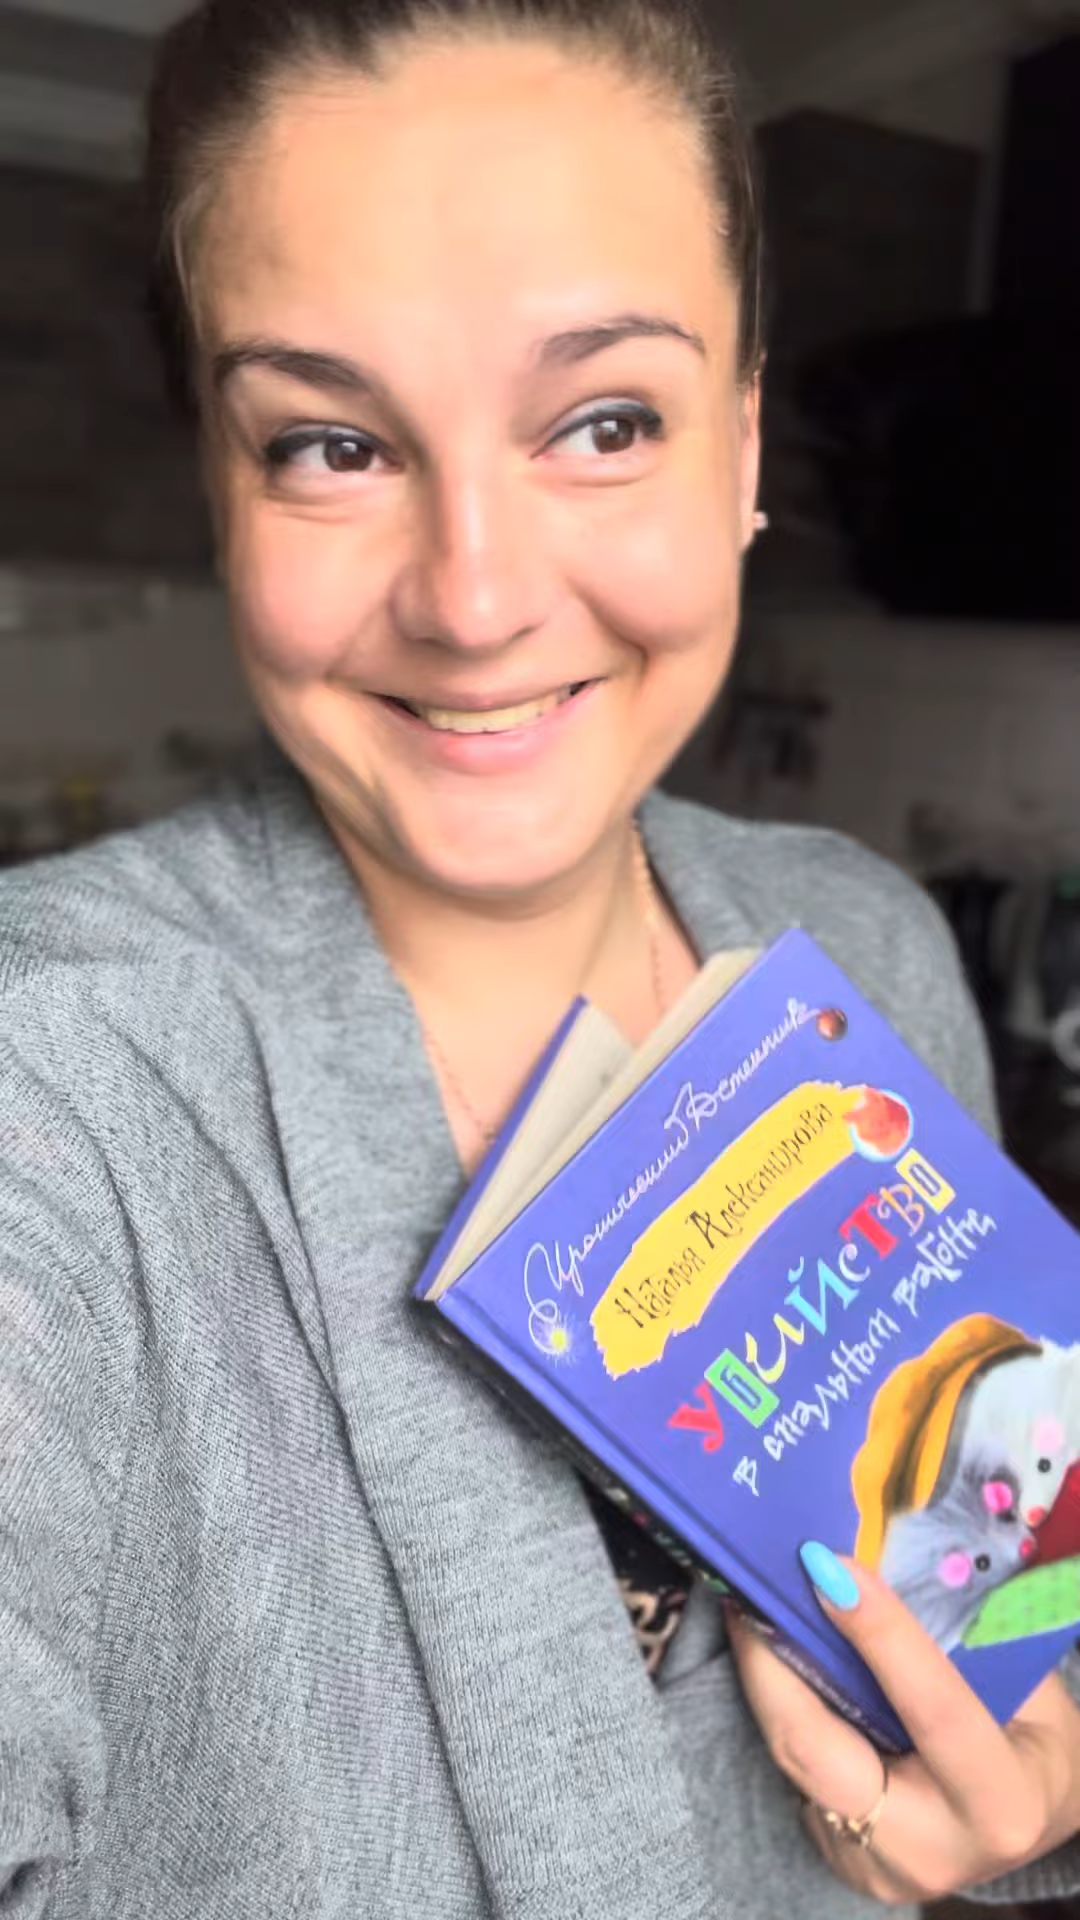 Иронический Детектив
Наталья Александрова
Убийство
в спальном вагоне